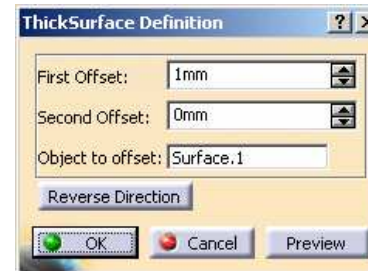 ThickSurface Definition
First Offset: 1mm
Second Offset: 0mm
Object to offset: Surface.1
Reverse Direction
OK Cancel Preview